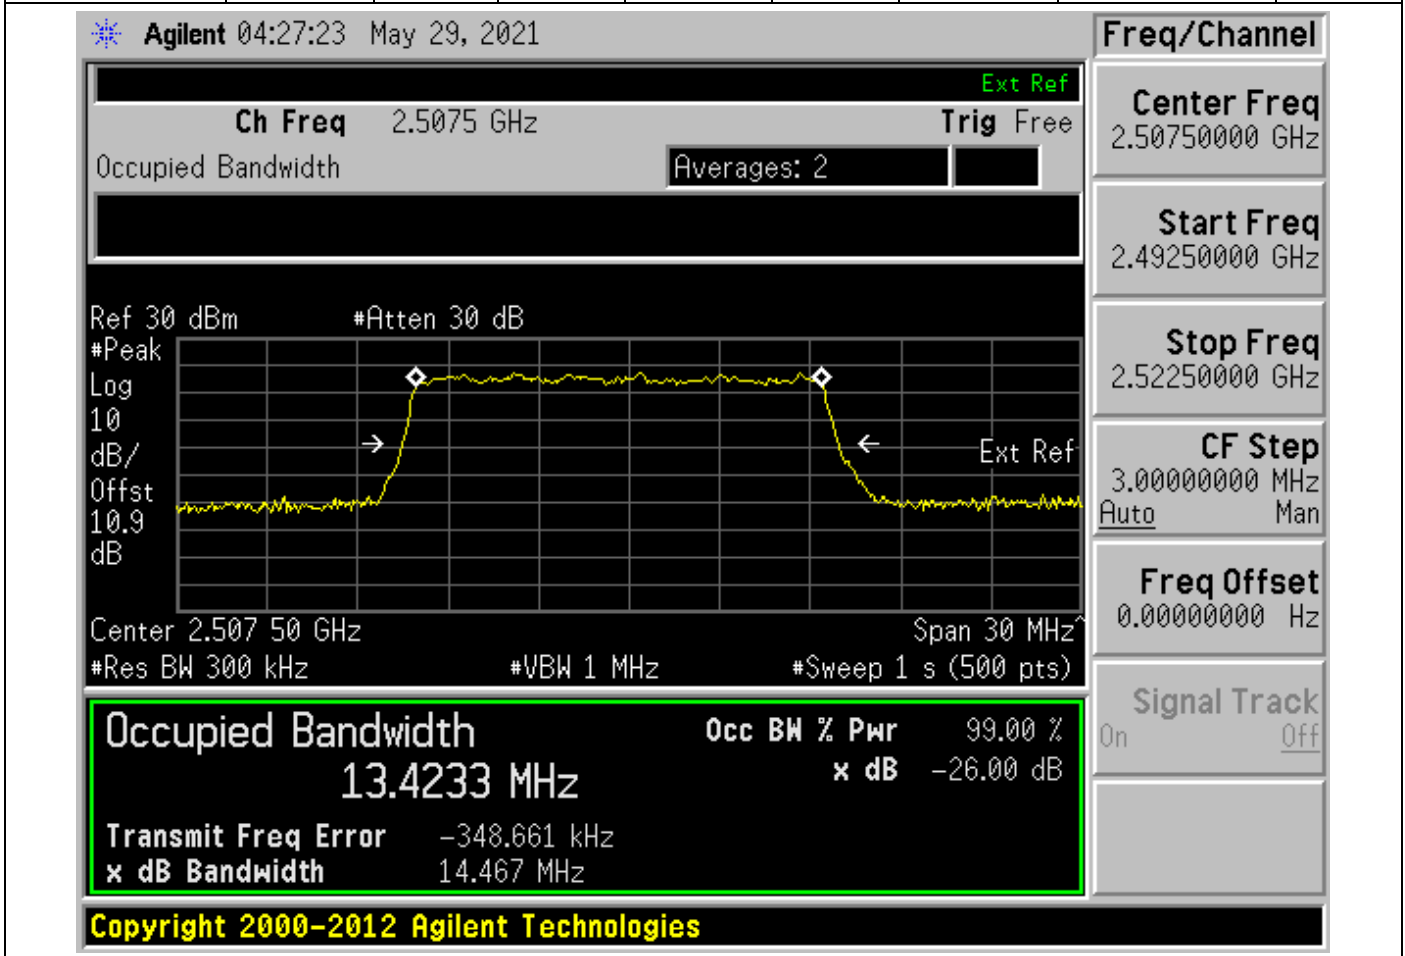 Agilent 04:27:23 May 29, 2021
Freq/Channel
Ext Ref
Ch Freq 2.5075 GHz Trig Free
Occupied Bandwidth Averages: 2
Center Freq
2.50750000 GHz
Start Freq
2.49250000 GHz
Stop Freq
2.52250000 GHz
CF Step
3.00000000 MHz
Auto Man
Freq Offset
0.00000000 Hz
Signal Track
On Off
Ref 30 dBm #Atten 30 dB
#Peak
Log
10
dB/
Offst
10.9
dB
Ext Ref
Center 2.507 50 GHz Span 30 MHz^
#Res BW 300 kHz #VBW 1 MHz #Sweep 1 s (500 pts)
Occupied Bandwidth
13.4233 MHz
Occ BW % Pwr 99.00 %
x dB -26.00 dB
Transmit Freq Error -348.661 kHz
x dB Bandwidth 14.467 MHz
Copyright 2000-2012 Agilent Technologies